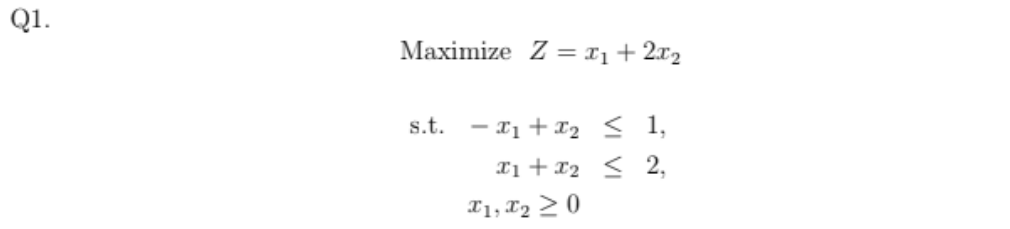 Q1.
Maximize Z = x₁ + 2x₂
s.t. − x₁ + x₂ ≤ 1,
x₁ + x₂ ≤ 2,
x₁, x₂ ≥ 0